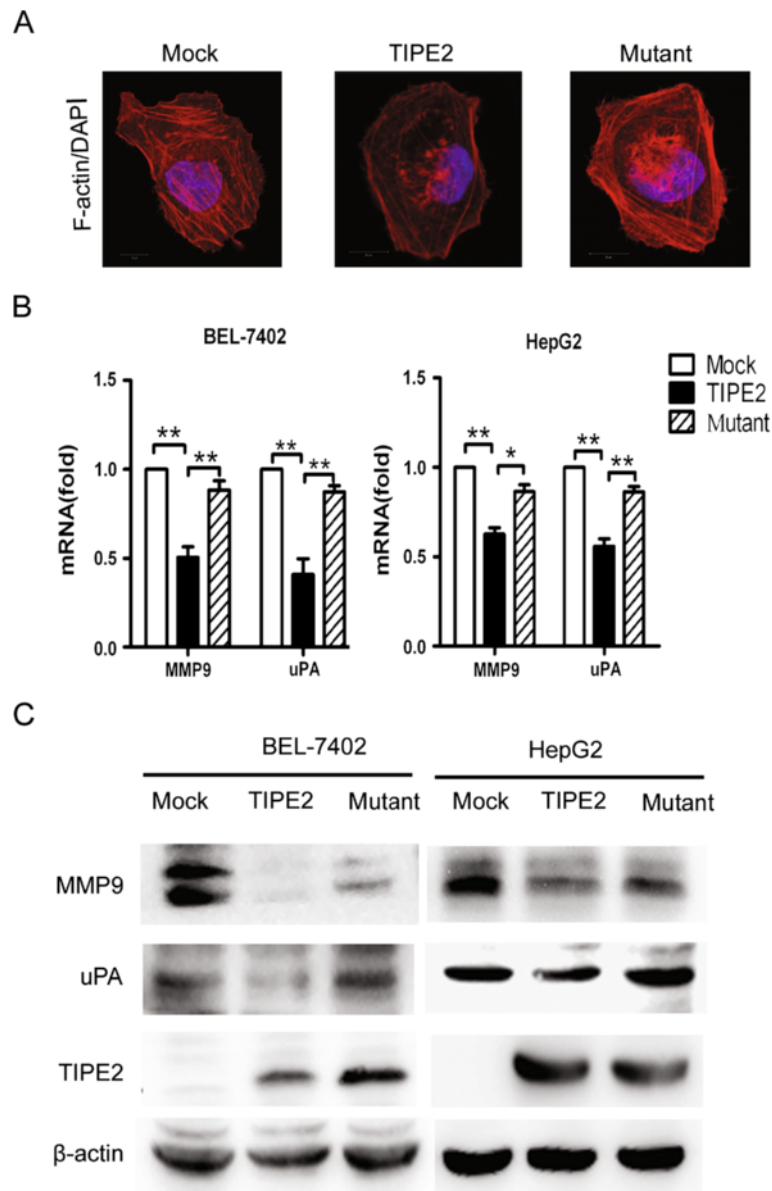 A
Mock TIPE2 Mutant
F-actin/DAPI
B
BEL-7402
mRNA(fold)
1.5
1.0
0.5
0.0
** ** ** **
MMP9 uPA
HepG2
mRNA(fold)
1.5
1.0
0.5
0.0
** * ** **
MMP9 uPA
Mock
TIPE2
Mutant
C
BEL-7402 HepG2
Mock TIPE2 Mutant Mock TIPE2 Mutant
MMP9
uPA
TIPE2
β-actin